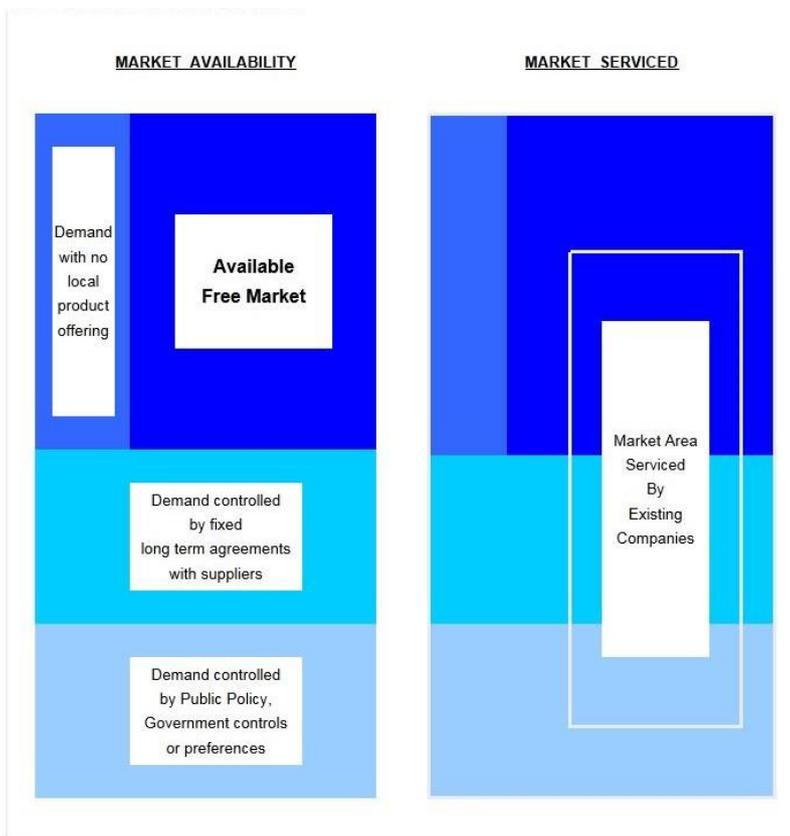 MARKET AVAILABILITY
MARKET SERVICED
Demand
with no
local
product
offering
Available
Free Market
Demand controlled
by fixed
long term agreements
with suppliers
Demand controlled
by Public Policy,
Government controls
or preferences
Market Area
Serviced
By
Existing
Companies